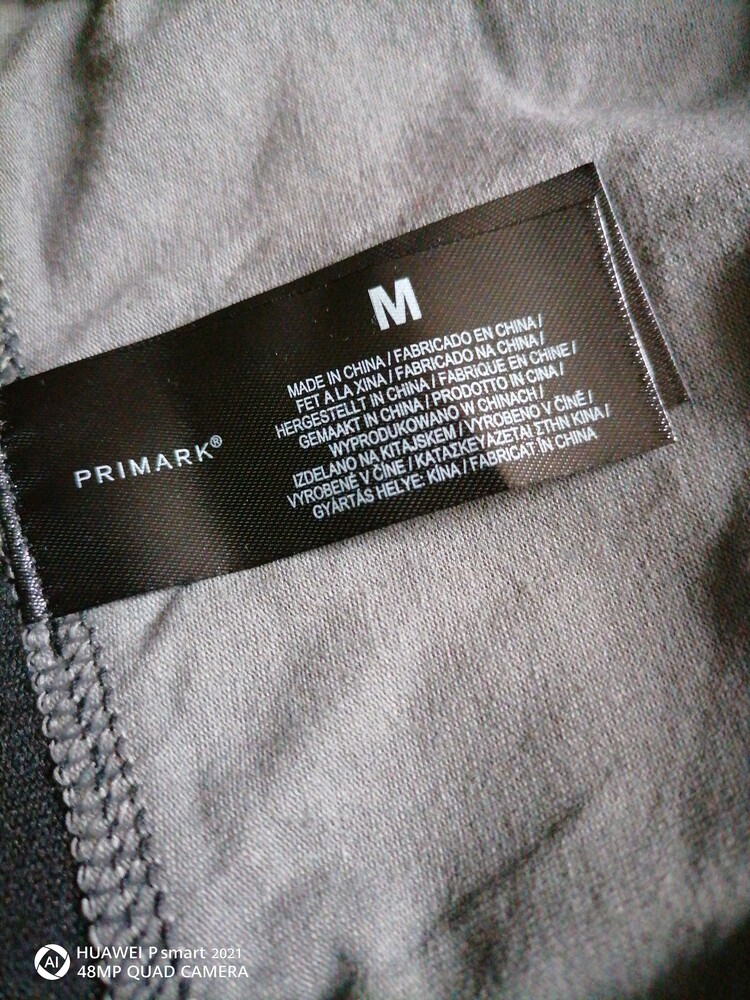 M
MADE IN CHINA / FABRICADO EN CHINA /
FET A LA XINA / FABRICADO NA CHINA /
HERGESTELLT IN CHINA / FABRIQUÉ EN CHINE /
GEMAAKT IN CHINA / PRODOTTO IN CINA /
WYPRODUKOWANO W CHINACH /
IZDELANO NA KITAJSKEM / VYROBENO V ČÍNĚ /
VYROBENÉ V ČÍNE / ΚΑΤΑΣΚΕΥΑΖΕΤΑΙ ΣΤΗΝ ΚΙΝΑ /
GYÁRTÁS HELYE: KÍNA / FABRICAT ÎN CHINA
PRIMARK®
AI
HUAWEI P smart 2021
48MP QUAD CAMERA